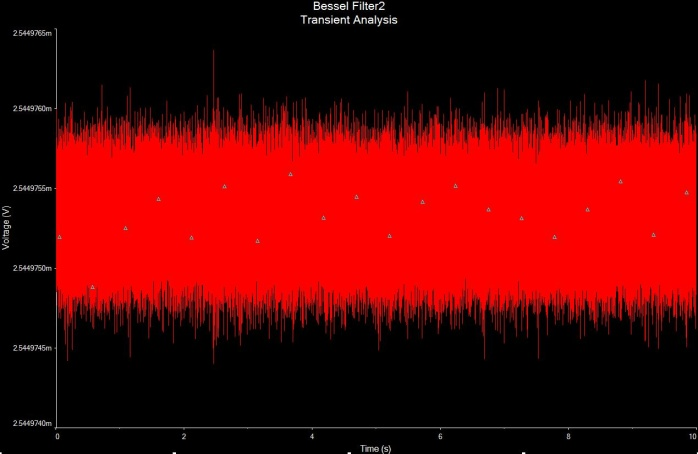 Bessel Filter2
Transient Analysis
2.5449765m
2.5449760m
2.5449755m
2.5449750m
2.5449745m
2.5449740m
Voltage (V)
0 2 4 6 8 10
Time (s)